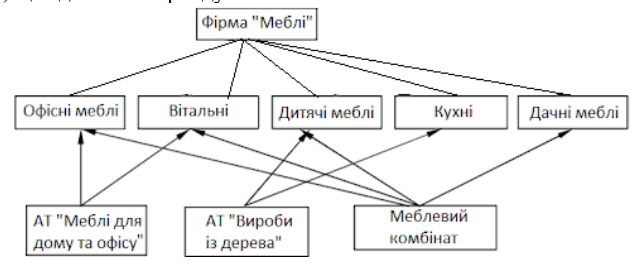 Фірма "Меблі"
Офісні меблі
Вітальні
Дитячі меблі
Кухні
Дачні меблі
АТ "Меблі для
дому та офісу"
АТ "Вироби
із дерева"
Меблевий
комбінат